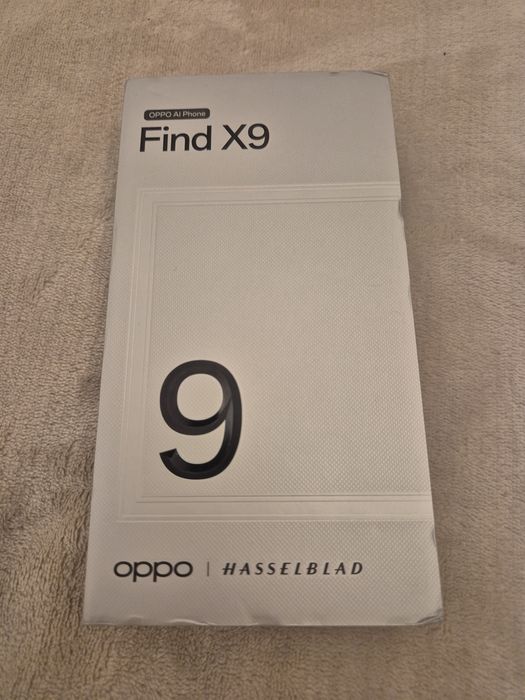 OPPO AI Phone
Find X9
9
oppo | HASSELBLAD